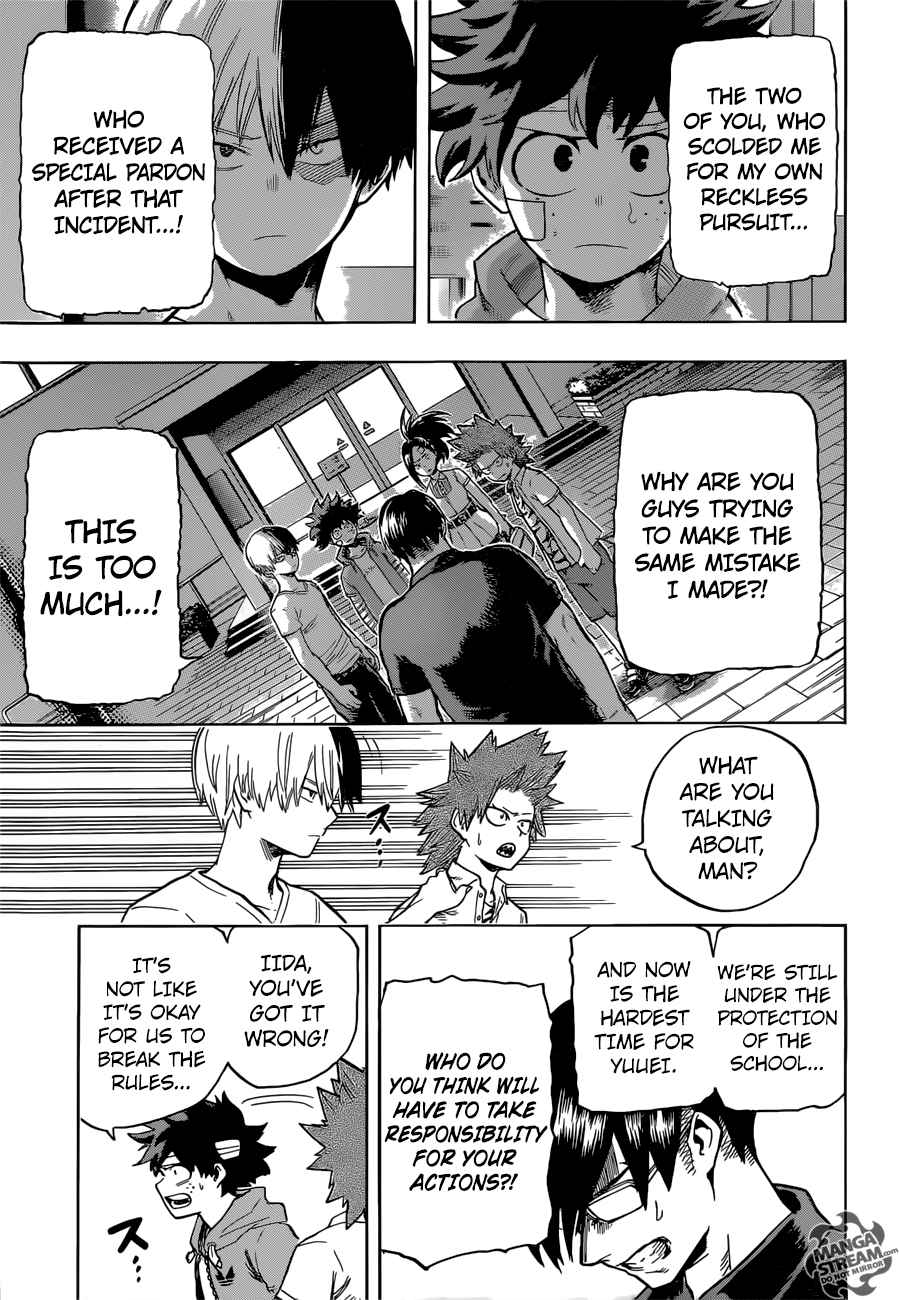 THE TWO
OF YOU, WHO
SCOLDED ME
FOR MY OWN
RECKLESS
PURSUIT...
WHO
RECEIVED A
SPECIAL PARDON
AFTER THAT
INCIDENT...!
WHY ARE YOU
GUYS TRYING
TO MAKE THE
SAME MISTAKE
I MADE?!
THIS
IS TOO
MUCH...!
WHAT
ARE YOU
TALKING
ABOUT,
MAN?
WE'RE STILL
UNDER THE
PROTECTION
OF THE
SCHOOL...
AND NOW
IS THE
HARDEST
TIME FOR
YUUEI.
WHO DO
YOU THINK WILL
HAVE TO TAKE
RESPONSIBILITY
FOR YOUR
ACTIONS?!
IIDA,
YOU'VE
GOT IT
WRONG!
IT'S
NOT LIKE
IT'S OKAY
FOR US TO
BREAK THE
RULES...
MANGA
STREAM.com
DO NOT MIRROR!